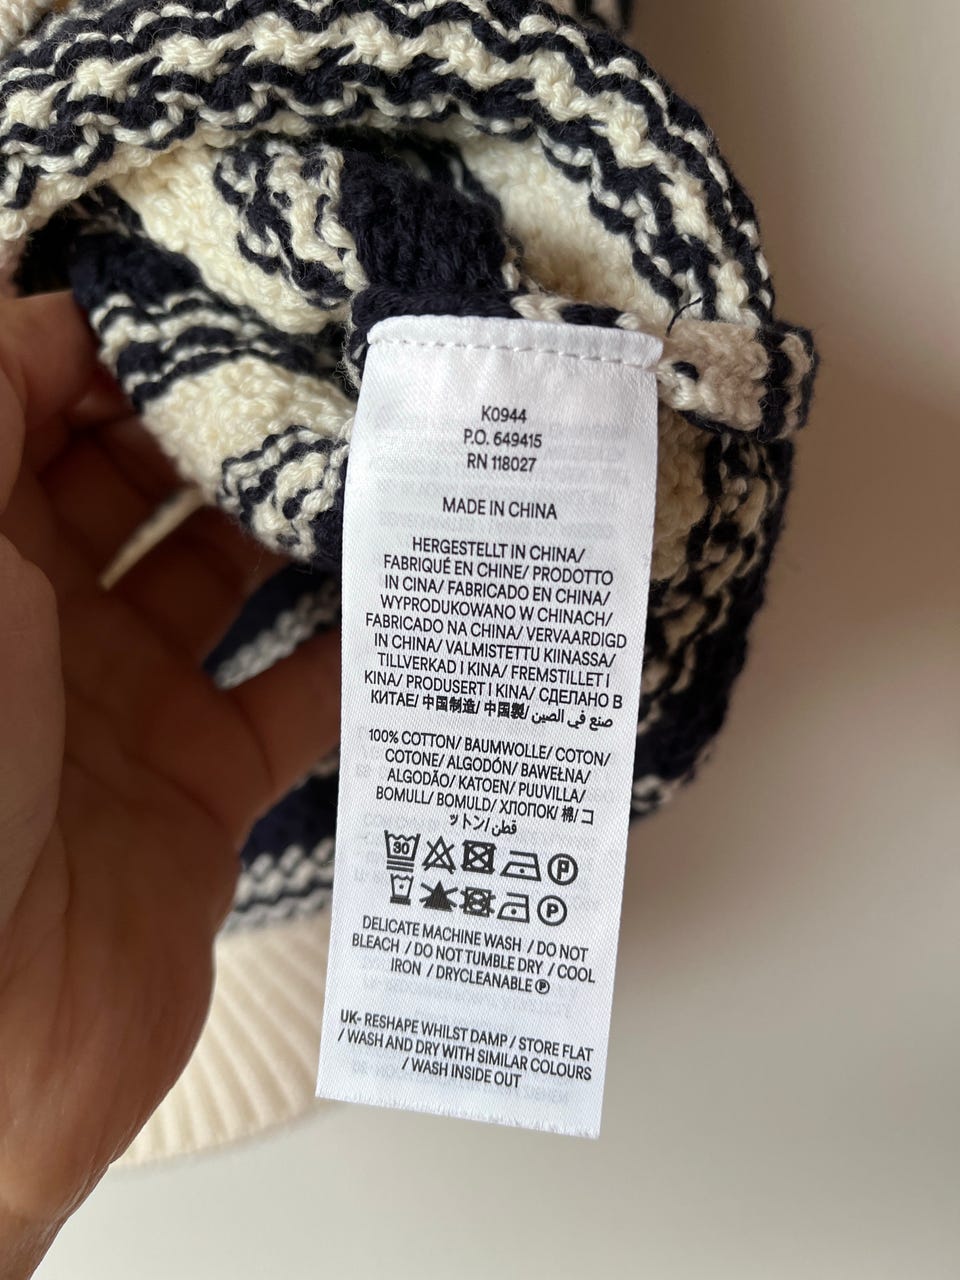 K0944
P.O. 649415
RN 118027
MADE IN CHINA
HERGESTELLT IN CHINA/
FABRIQUÉ EN CHINE/ PRODOTTO
IN CINA/ FABRICADO EN CHINA/
WYPRODUKOWANO W CHINACH/
FABRICADO NA CHINA/ VERVAARDIGD
IN CHINA/ VALMISTETTU KIINASSA/
TILLVERKAD I KINA/ FREMSTILLET I
KINA/ PRODUSERT I KINA/ СДЕЛАНО В
КИТАЕ/ 中国制造/ 中国製/ صنع في الصين
100% COTTON/ BAUMWOLLE/ COTON/
COTONE/ ALGODÓN/ BAWEŁNA/
ALGODÃO/ KATOEN/ PUUVILLA/
BOMULL/ BOMULD/ ХЛОПОК/ 棉/ コ
ットン/ قطن
30 P
P
DELICATE MACHINE WASH / DO NOT
BLEACH / DO NOT TUMBLE DRY / COOL
IRON / DRYCLEANABLE Ⓟ
UK- RESHAPE WHILST DAMP / STORE FLAT
/ WASH AND DRY WITH SIMILAR COLOURS
/ WASH INSIDE OUT